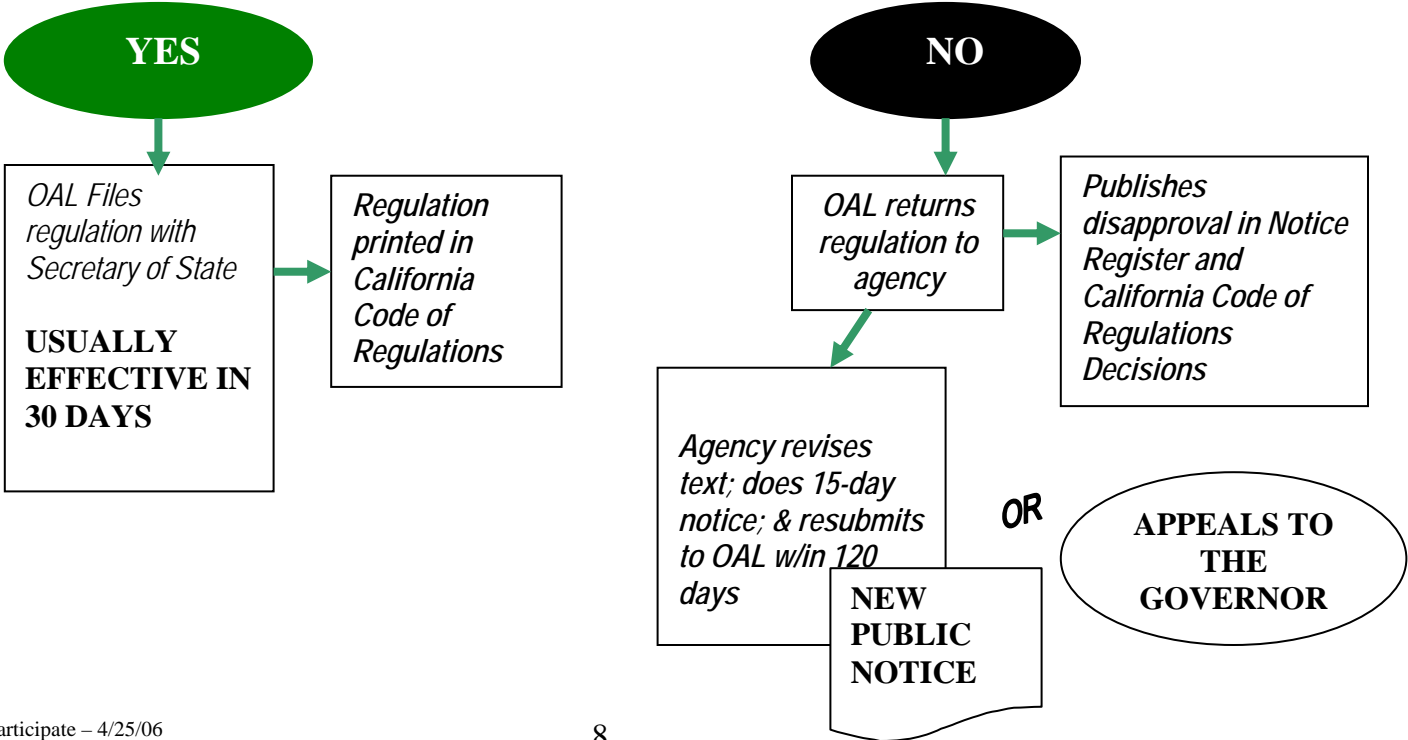 YES
OAL Files
regulation with
Secretary of State
USUALLY
EFFECTIVE IN
30 DAYS
Regulation
printed in
California
Code of
Regulations
NO
OAL returns
regulation to
agency
Publishes
disapproval in Notice
Register and
California Code of
Regulations
Decisions
Agency revises
text; does 15-day
notice; & resubmits
to OAL w/in 120
days
NEW
PUBLIC
NOTICE
OR
APPEALS TO
THE
GOVERNOR
articipate – 4/25/06
8